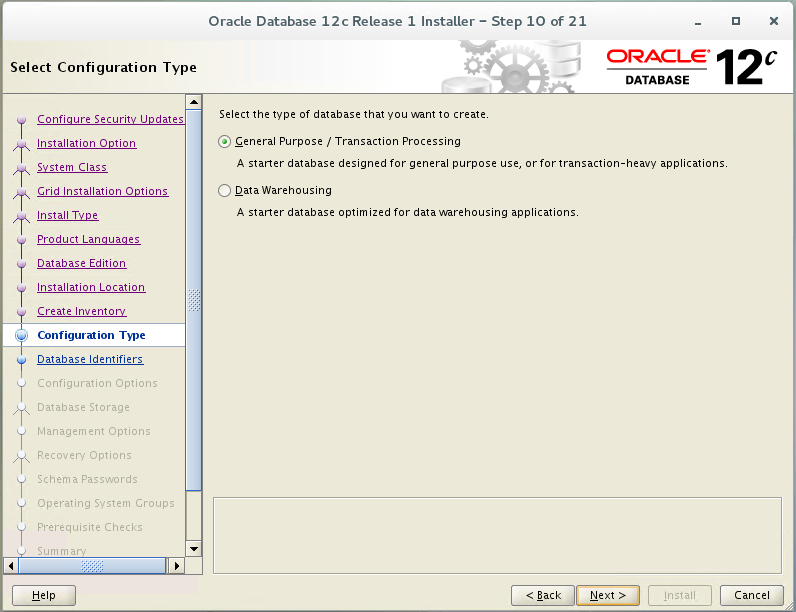 Oracle Database 12c Release 1 Installer – Step 10 of 21
Select Configuration Type
ORACLE
DATABASE
12c
Configure Security Updates
Installation Option
System Class
Grid Installation Options
Install Type
Product Languages
Database Edition
Installation Location
Create Inventory
Configuration Type
Database Identifiers
Configuration Options
Database Storage
Management Options
Recovery Options
Schema Passwords
Operating System Groups
Prerequisite Checks
Summary
Select the type of database that you want to create.
General Purpose / Transaction Processing
A starter database designed for general purpose use, or for transaction-heavy applications.
Data Warehousing
A starter database optimized for data warehousing applications.
Help
< Back
Next >
Install
Cancel